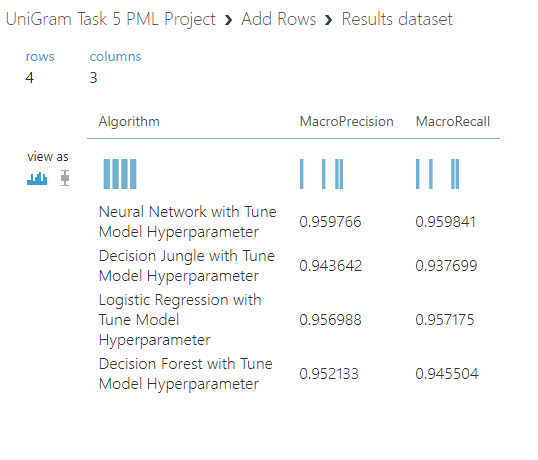 UniGram Task 5 PML Project › Add Rows › Results dataset
rows columns
4 3
Algorithm MacroPrecision MacroRecall
view as
Neural Network with Tune
Model Hyperparameter 0.959766 0.959841
Decision Jungle with Tune
Model Hyperparameter 0.943642 0.937699
Logistic Regression with
Tune Model
Hyperparameter 0.956988 0.957175
Decision Forest with Tune
Model Hyperparameter 0.952133 0.945504